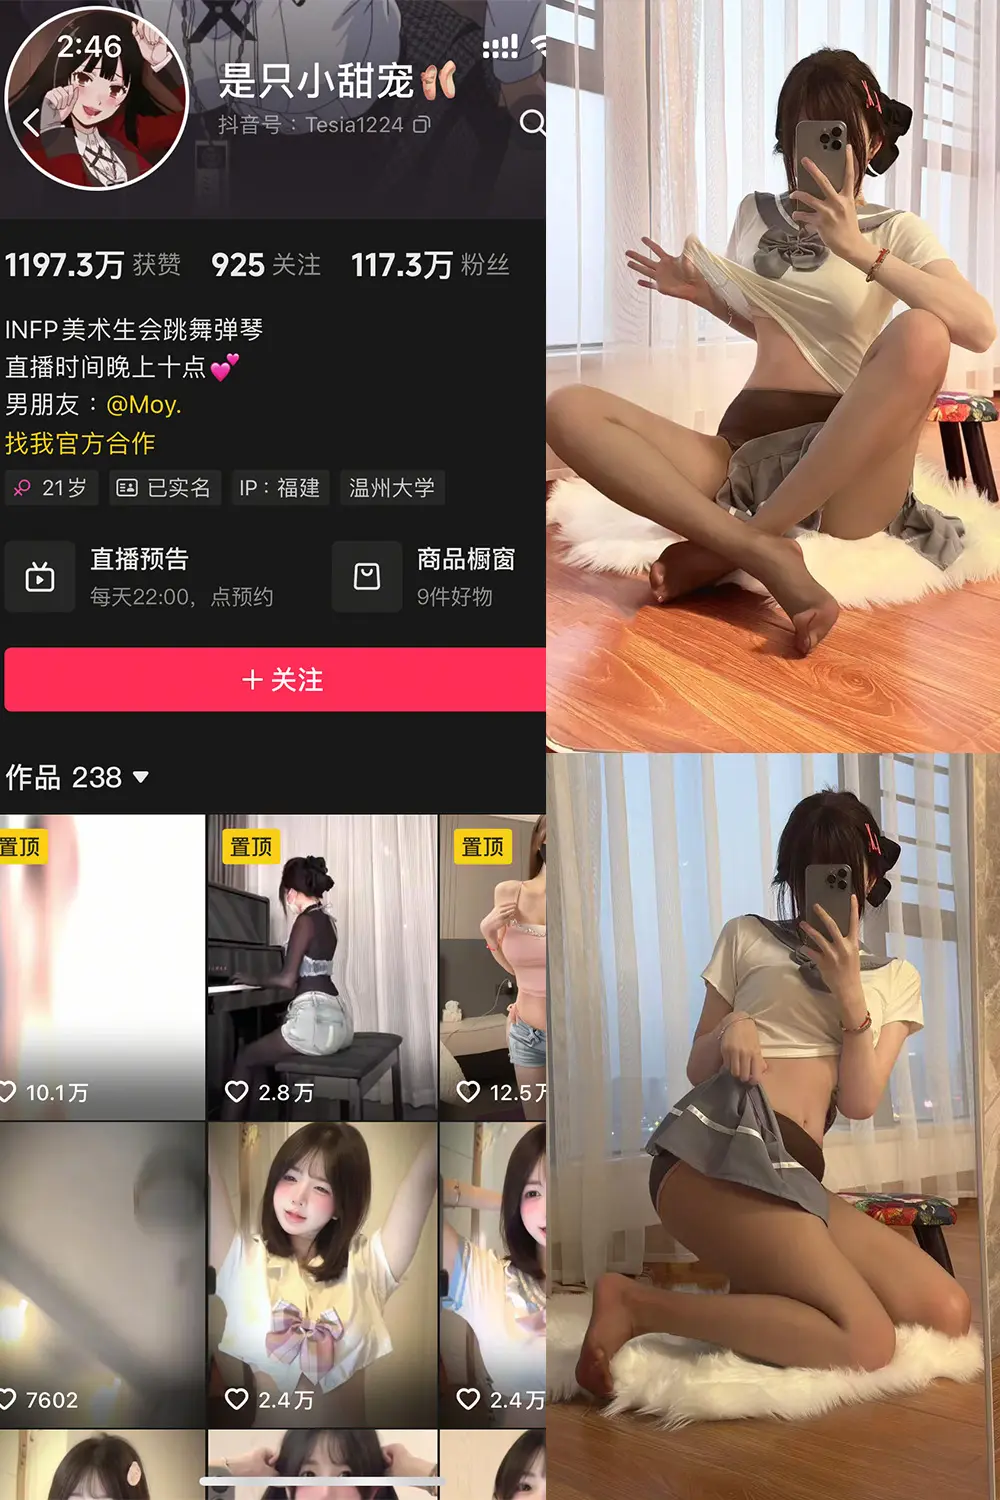 2:46
是只小甜宠
抖音号：Tesia1224
1197.3万 获赞 925 关注 117.3万 粉丝
INFP美术生会跳舞弹琴
直播时间晚上十点💕
男朋友：@Moy.
找我官方合作
21岁 已实名 IP：福建 温州大学
直播预告 商品橱窗
每天22:00，点预约 9件好物
+ 关注
作品 238
置顶 置顶 置顶
10.1万 2.8万 12.5万
7602 2.4万 2.4万